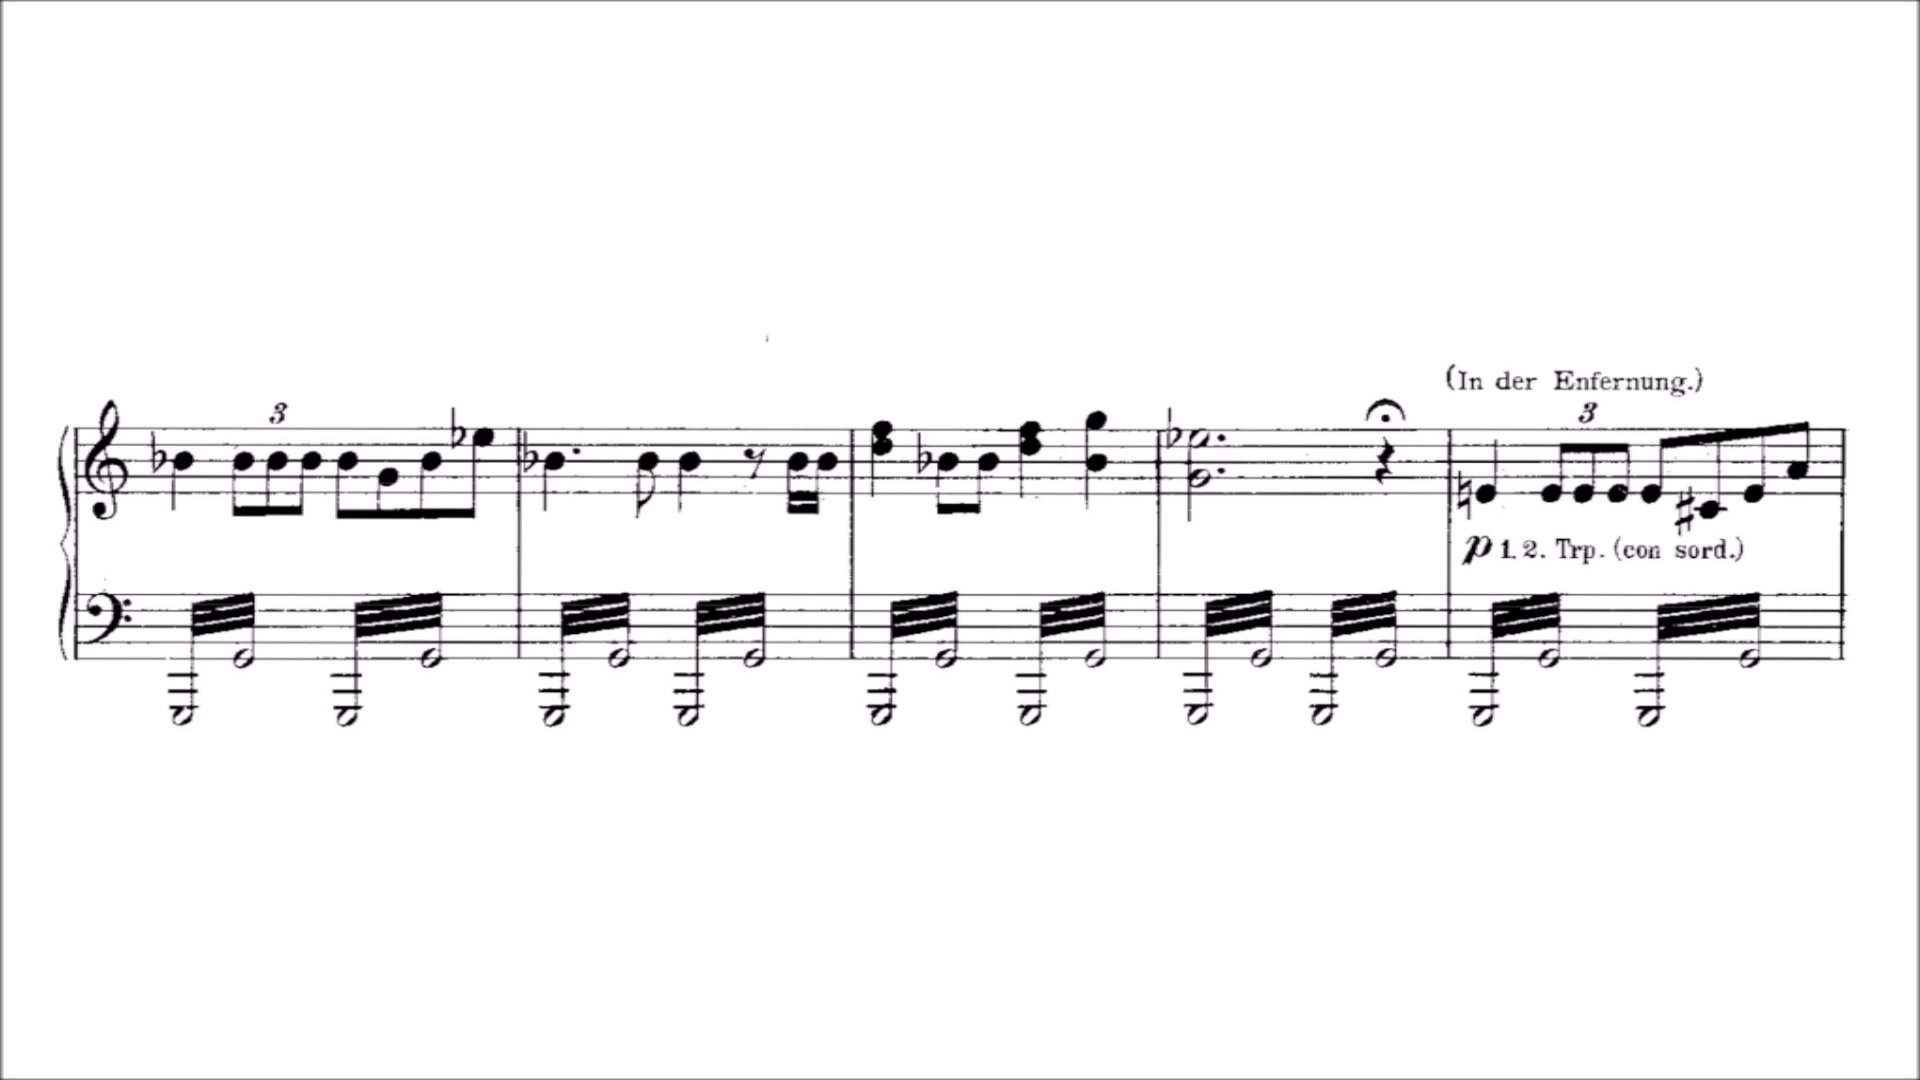 (In der Enfernung.)
3
3
p 1. 2. Trp. (con sord.)